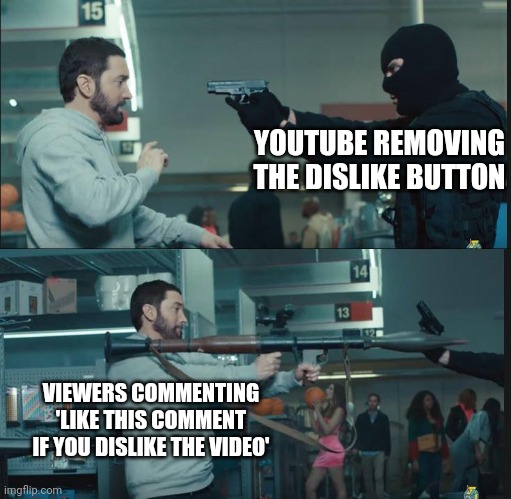 15
YOUTUBE REMOVING
THE DISLIKE BUTTON
14
13
12
VIEWERS COMMENTING
'LIKE THIS COMMENT
IF YOU DISLIKE THE VIDEO'
imgflip.com